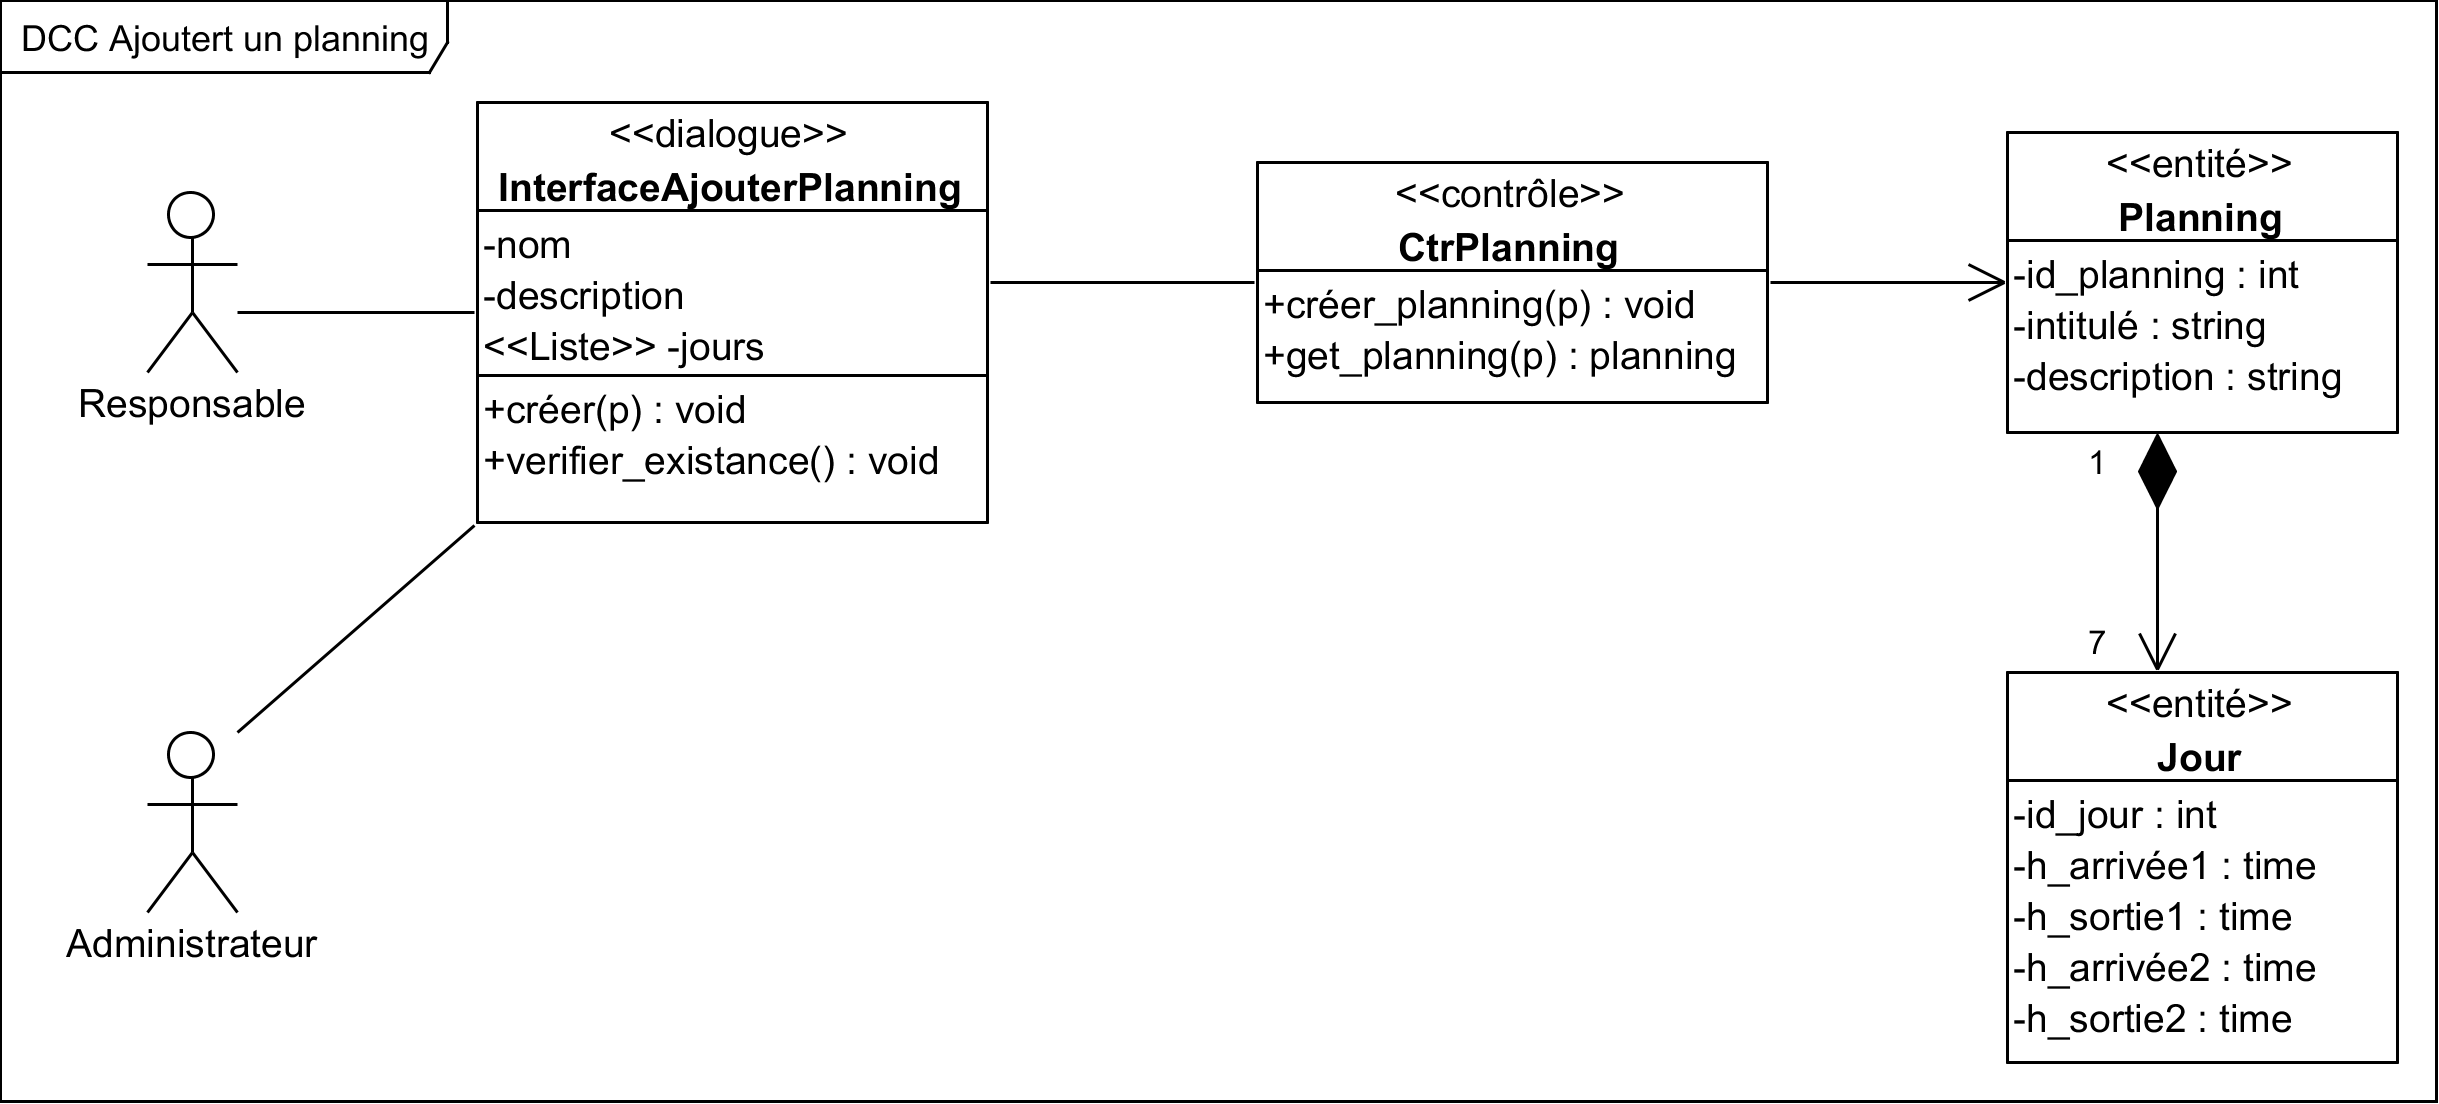 DCC Ajoutert un planning
<<dialogue>>
InterfaceAjouterPlanning
-nom
-description
<<Liste>> -jours
+créer(p) : void
+verifier_existance() : void
Responsable
Administrateur
<<contrôle>>
CtrPlanning
+créer_planning(p) : void
+get_planning(p) : planning
<<entité>>
Planning
-id_planning : int
-intitulé : string
-description : string
1
7
<<entité>>
Jour
-id_jour : int
-h_arrivée1 : time
-h_sortie1 : time
-h_arrivée2 : time
-h_sortie2 : time